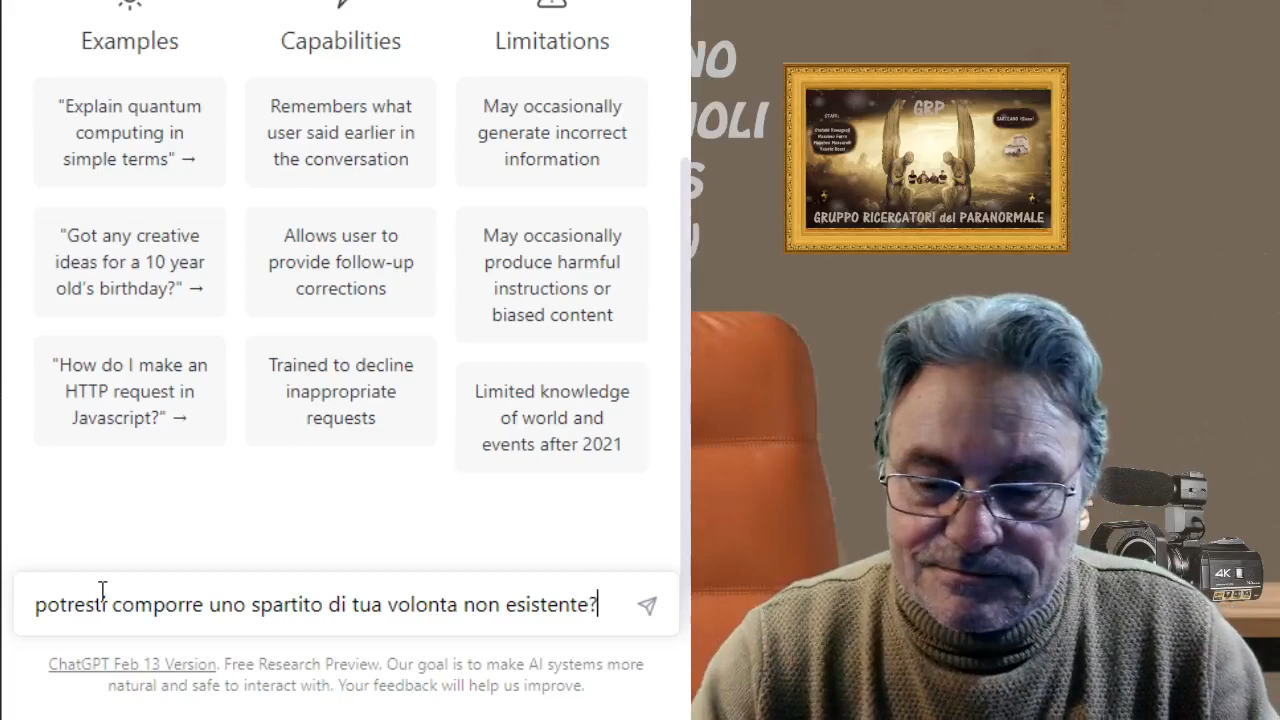 Examples
Capabilities
Limitations
"Explain quantum
computing in
simple terms" →
Remembers what
user said earlier in
the conversation
May occasionally
generate incorrect
information
"Got any creative
ideas for a 10 year
old's birthday?" →
Allows user to
provide follow-up
corrections
May occasionally
produce harmful
instructions or
biased content
"How do I make an
HTTP request in
Javascript?" →
Trained to decline
inappropriate
requests
Limited knowledge
of world and
events after 2021
potresti comporre uno spartito di tua volonta non esistente?
ChatGPT Feb 13 Version. Free Research Preview. Our goal is to make AI systems more
natural and safe to interact with. Your feedback will help us improve.
NO
GRP
STAFF:
GRUPPO RICERCATORI del PARANORMALE
4K